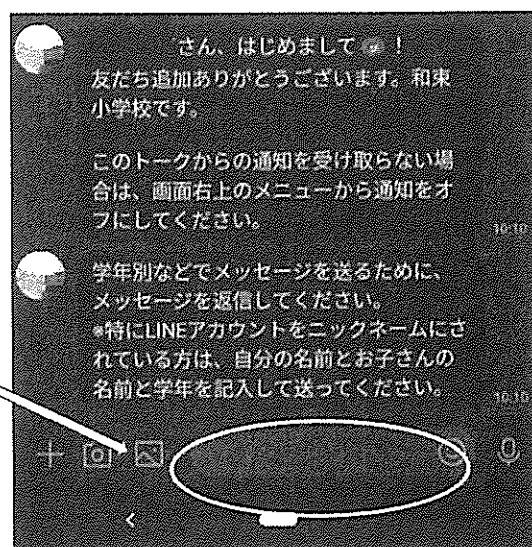 さん、はじめまして！
友だち追加ありがとうございます。和東
小学校です。
このトークからの通知を受け取らない場
合は、画面右上のメニューから通知をオ
フにしてください。
10:10
学年別などでメッセージを送るために、
メッセージを返信してください。
※特にLINEアカウントをニックネームにさ
れている方は、自分の名前とお子さんの
名前と学年を記入して送ってください。
10:10